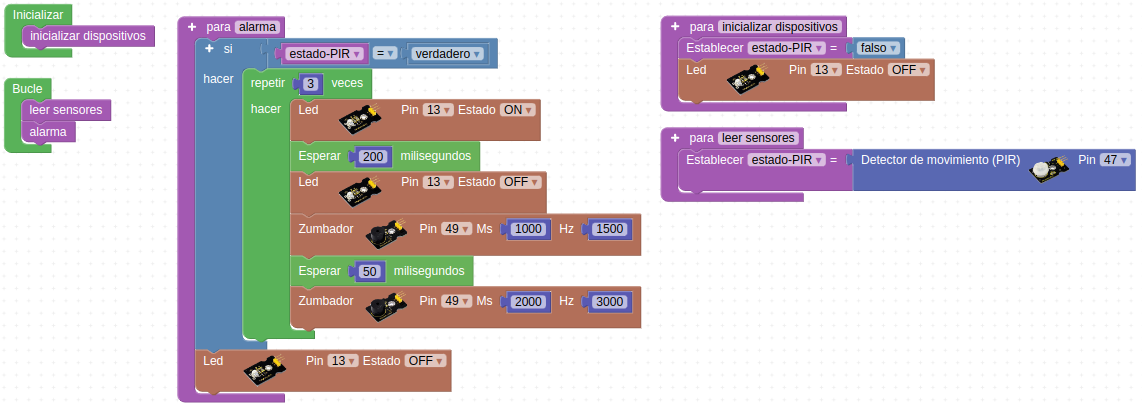 Inicializar
inicializar dispositivos
Bucle
leer sensores
alarma
+ para alarma
+ si estado-PIR = verdadero
hacer repetir 3 veces
hacer Led Pin 13 Estado ON
Esperar 200 milisegundos
Led Pin 13 Estado OFF
Zumbador Pin 49 Ms 1000 Hz 1500
Esperar 50 milisegundos
Zumbador Pin 49 Ms 2000 Hz 3000
Led Pin 13 Estado OFF
+ para inicializar dispositivos
Establecer estado-PIR = falso
Led Pin 13 Estado OFF
+ para leer sensores
Establecer estado-PIR = Detector de movimiento (PIR) Pin 47